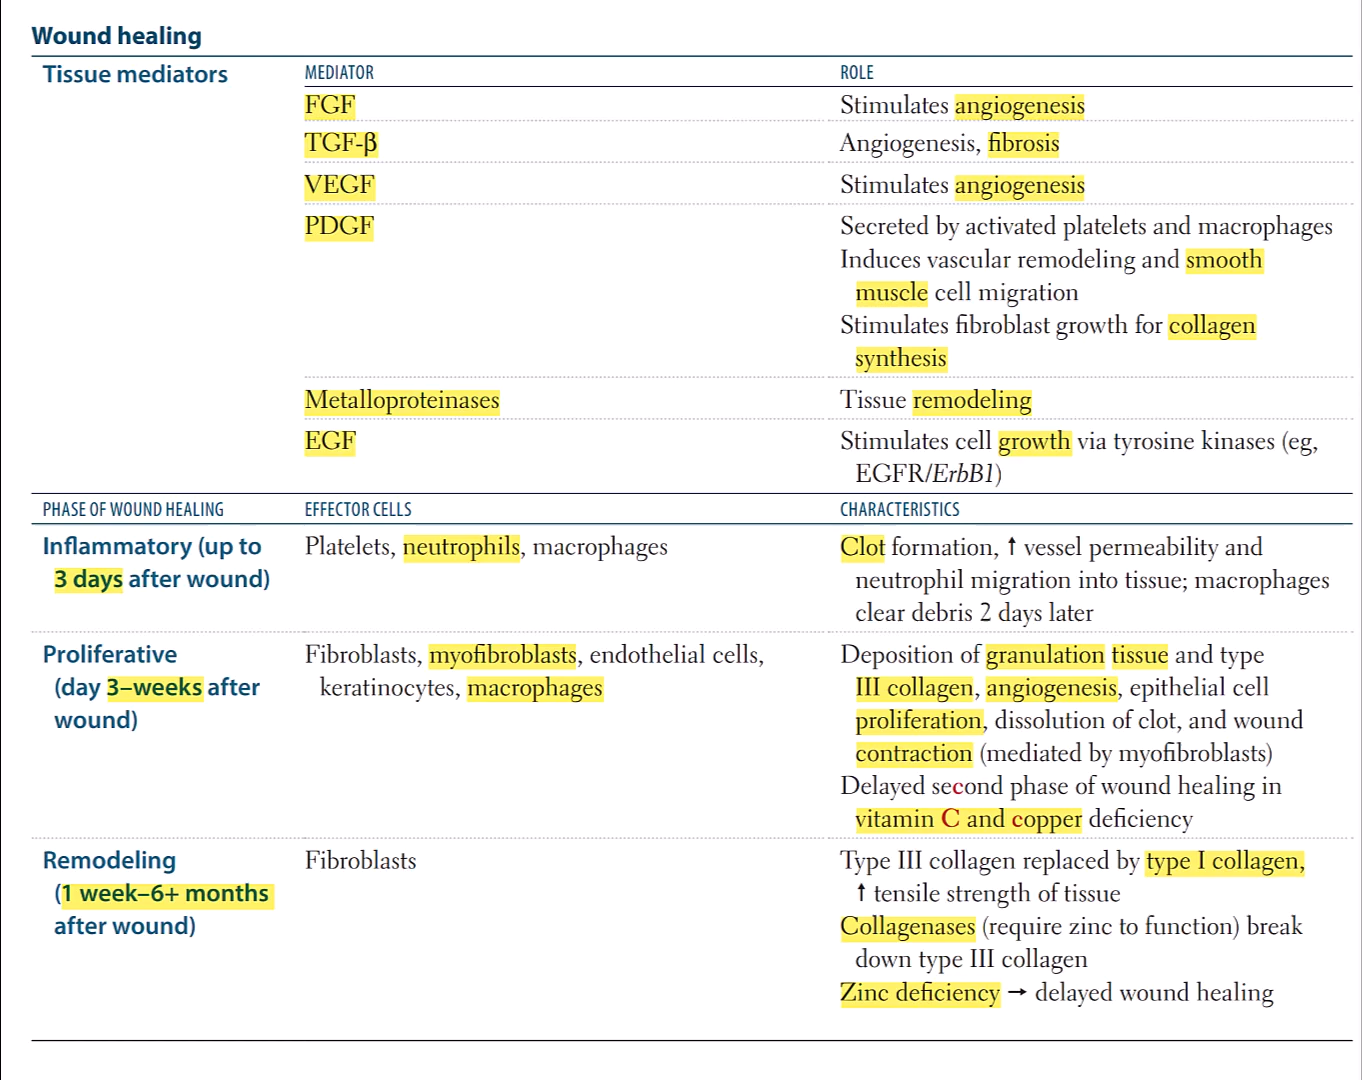 Wound healing
Tissue mediators
MEDIATOR
ROLE
FGF
Stimulates angiogenesis
TGF-β
Angiogenesis, fibrosis
VEGF
Stimulates angiogenesis
PDGF
Secreted by activated platelets and macrophages
Induces vascular remodeling and smooth
muscle cell migration
Stimulates fibroblast growth for collagen
synthesis
Metalloproteinases
Tissue remodeling
EGF
Stimulates cell growth via tyrosine kinases (eg,
EGFR/ErbB1)
PHASE OF WOUND HEALING
EFFECTOR CELLS
CHARACTERISTICS
Inflammatory (up to
3 days after wound)
Platelets, neutrophils, macrophages
Clot formation, ↑ vessel permeability and
neutrophil migration into tissue; macrophages
clear debris 2 days later
Proliferative
(day 3–weeks after
wound)
Fibroblasts, myofibroblasts, endothelial cells,
keratinocytes, macrophages
Deposition of granulation tissue and type
III collagen, angiogenesis, epithelial cell
proliferation, dissolution of clot, and wound
contraction (mediated by myofibroblasts)
Delayed second phase of wound healing in
vitamin C and copper deficiency
Remodeling
(1 week–6+ months
after wound)
Fibroblasts
Type III collagen replaced by type I collagen,
↑ tensile strength of tissue
Collagenases (require zinc to function) break
down type III collagen
Zinc deficiency → delayed wound healing